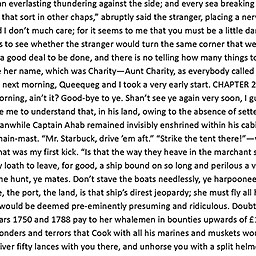 an everlasting thundering against the side; and every sea breaking
that sort in other chaps,” abruptly said the stranger, placing a ner
I don’t much care; for it seems to me that you must be a little da
s to see whether the stranger would turn the same corner that we
a good deal to be done, and there is no telling how many things to
her name, which was Charity—Aunt Charity, as everybody called
next morning, Queequeg and I took a very early start. CHAPTER 2
orning, ain’t it? Good-bye to ye. Shan’t see ye again very soon, I gu
e me to understand that, in his land, owing to the absence of sette
eanwhile Captain Ahab remained invisibly enshrined within his cabi
main-mast. “Mr. Starbuck, drive ’em aft.” “Strike the tent there!”—
hat was my first kick. “Is that the way they heave in the marchant s
y loath to leave, for good, a ship bound on so long and perilous a v
he hunt, ye mates. Don’t stave the boats needlessly, ye harpoonee
, the port, the land, is that ship’s direst jeopardy; she must fly all h
would be deemed pre-eminently presuming and ridiculous. Doubt
ars 1750 and 1788 pay to her whalemen in bounties upwards of £1
onders and terrors that Cook with all his marines and muskets wo
iver fifty lances with you there, and unhorse you with a split helm